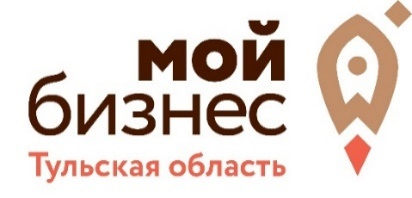 мой
бизнес
Тульская область